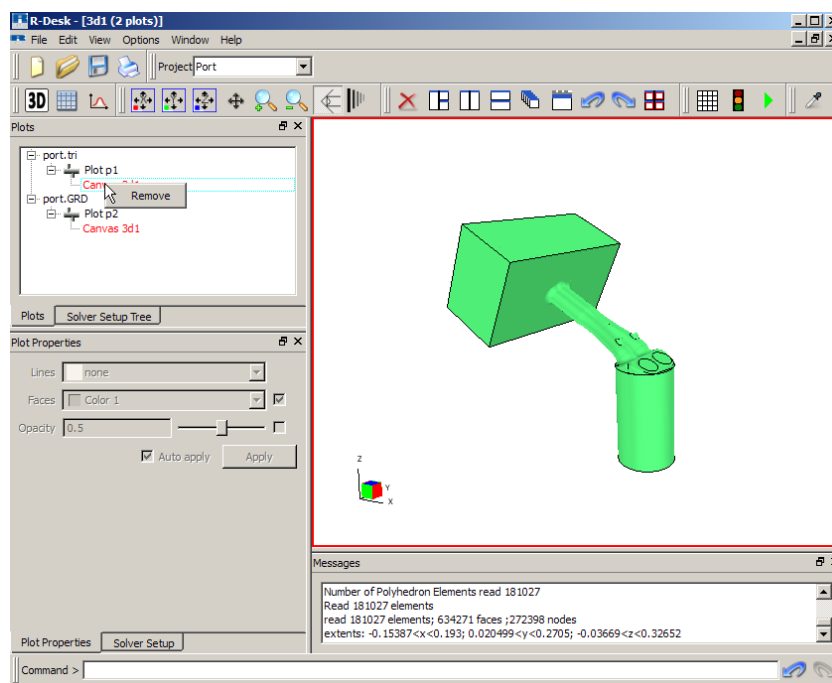 R-Desk - [3d1 (2 plots)]
File Edit View Options Window Help
Project Port
3D
Plots
port.tri
Plot p1
Remove
port.GRD
Plot p2
Canvas 3d1
Plots Solver Setup Tree
Plot Properties
Lines none
Faces Color 1
Opacity 0.5
Auto apply Apply
Z
Y
X
Messages
Number of Polyhedron Elements read 181027
Read 181027 elements
read 181027 elements; 634271 faces ;272398 nodes
extents: -0.15387<x<0.193; 0.020499<y<0.2705; -0.03669<z<0.32652
Plot Properties Solver Setup
Command >